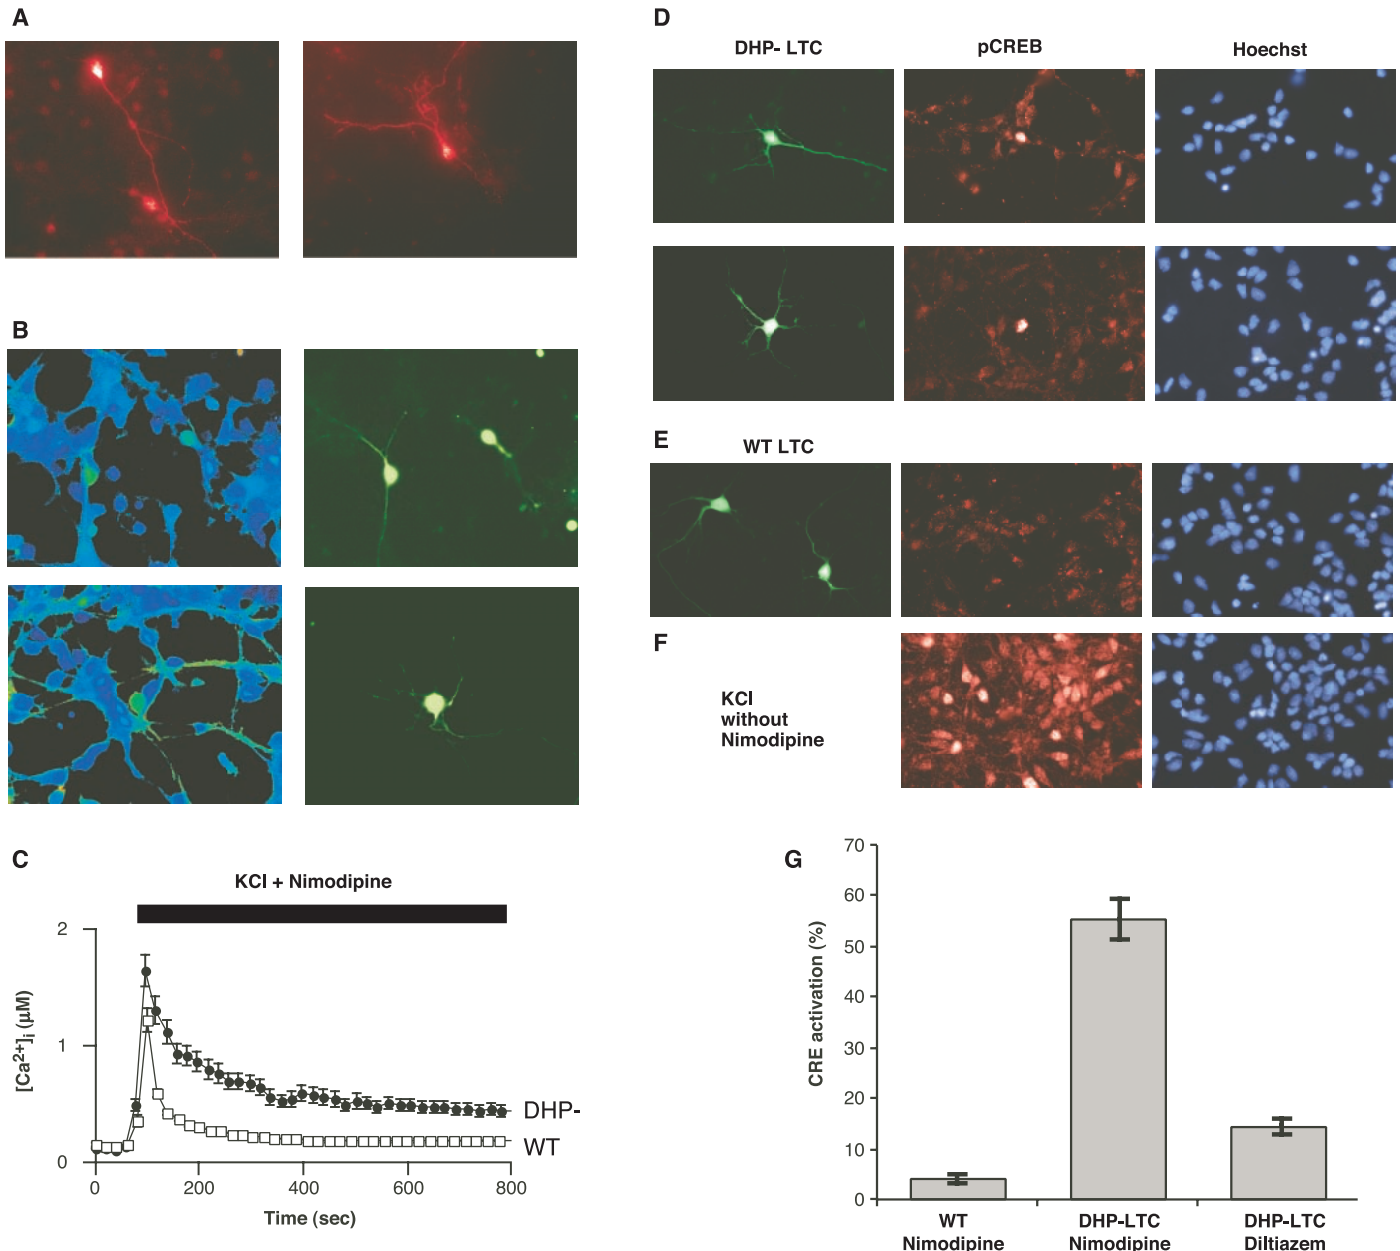 A
B
C
KCl + Nimodipine
2
1
0
[Ca2+]i (µM)
0
200
400
600
800
Time (sec)
DHP-
WT
D
DHP- LTC
pCREB
Hoechst
E
WT LTC
F
KCl
without
Nimodipine
G
70
60
50
40
30
20
10
0
CRE activation (%)
WT
Nimodipine
DHP-LTC
Nimodipine
DHP-LTC
Diltiazem